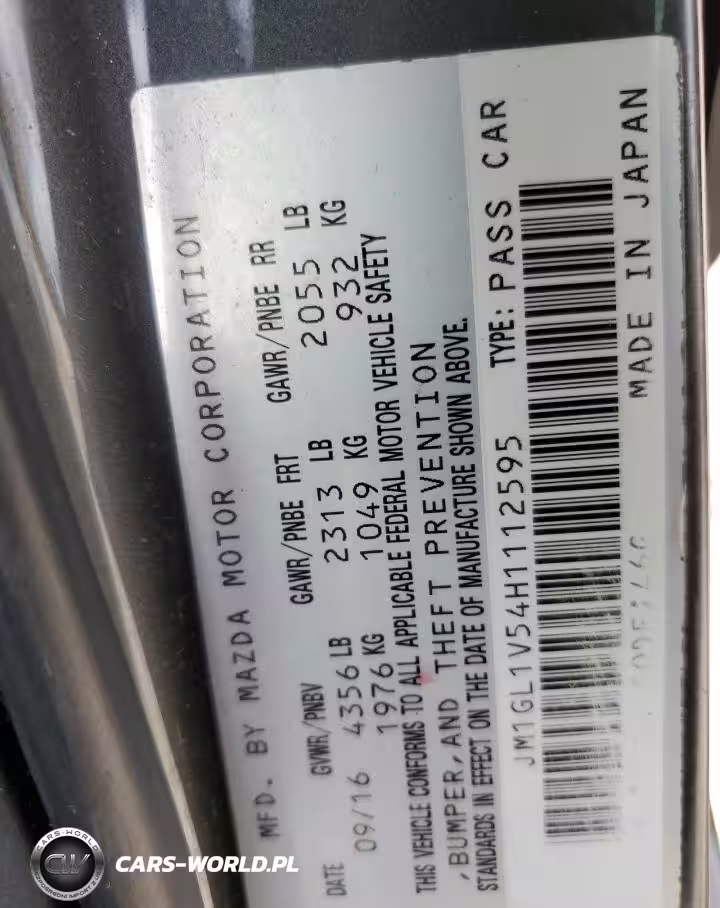 MFD. BY MAZDA MOTOR CORPORATION
DATE GVWR/PNBV GAWR/PNBE FRT GAWR/PNBE RR
09/16 4356 LB 2313 LB 2055 LB
1976 KG 1049 KG 932 KG
THIS VEHICLE CONFORMS TO ALL APPLICABLE FEDERAL MOTOR VEHICLE SAFETY
,BUMPER,AND THEFT PREVENTION
STANDARDS IN EFFECT ON THE DATE OF MANUFACTURE SHOWN ABOVE.
JM1GL1V54H1112595 TYPE: PASS CAR
MADE IN JAPAN
CARS-WORLD
CW
CARS-WORLD.PL